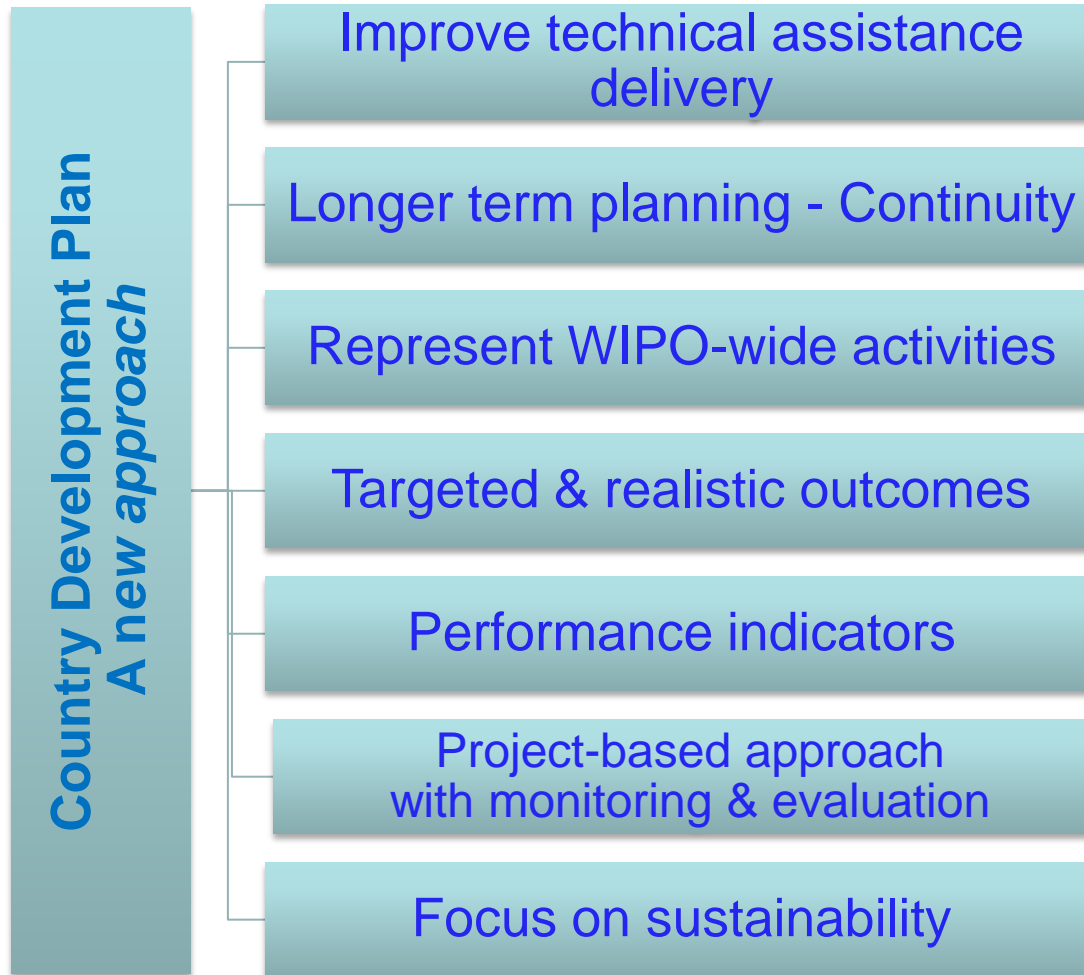 Country Development Plan
A new approach
Improve technical assistance
delivery
Longer term planning - Continuity
Represent WIPO-wide activities
Targeted & realistic outcomes
Performance indicators
Project-based approach
with monitoring & evaluation
Focus on sustainability